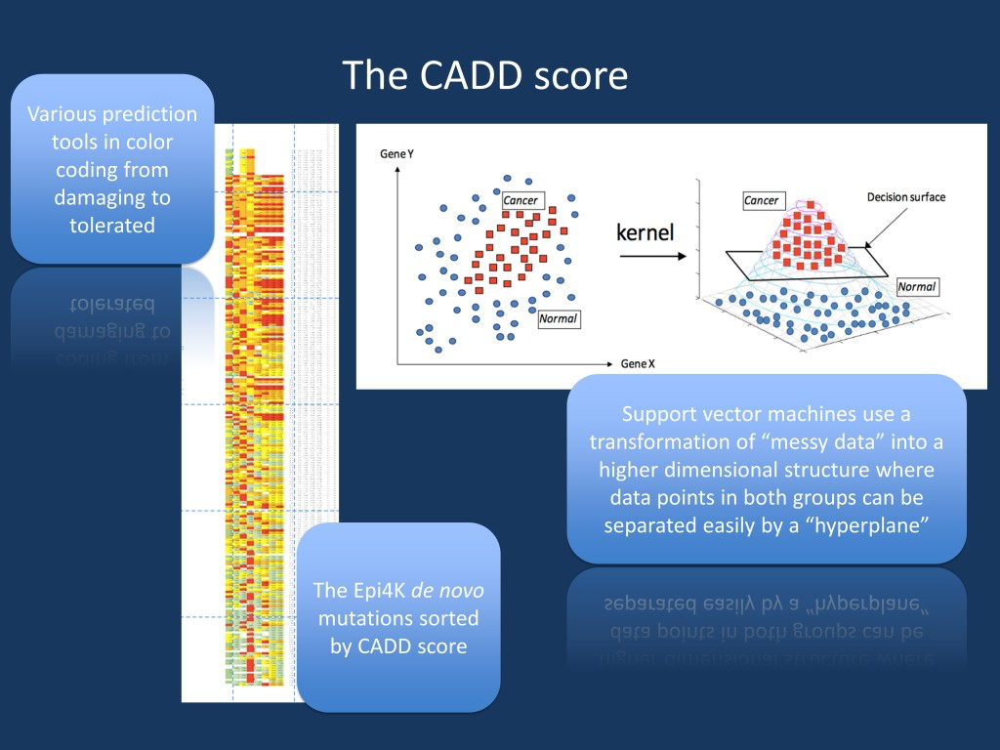 The CADD score
Various prediction
tools in color
coding from
damaging to
tolerated
Gene Y
Cancer
Normal
Gene X
kernel
Cancer
Decision surface
Normal
Support vector machines use a
transformation of “messy data” into a
higher dimensional structure where
data points in both groups can be
separated easily by a “hyperplane”
The Epi4K de novo
mutations sorted
by CADD score